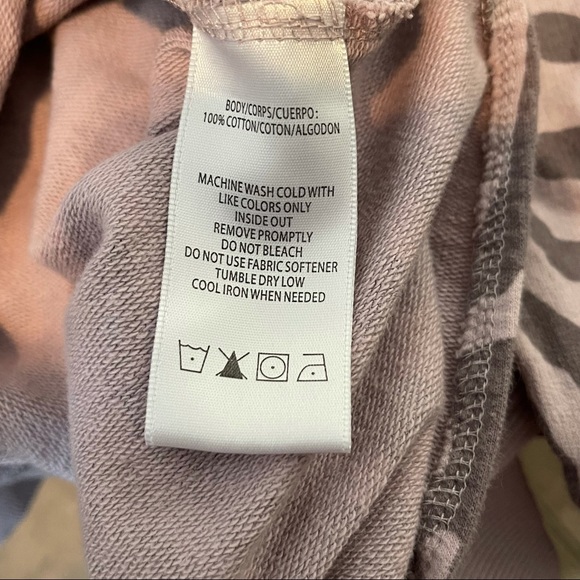 BODY/CORPS/CUERPO:
100% COTTON/COTON/ALGODON
MACHINE WASH COLD WITH
LIKE COLORS ONLY
INSIDE OUT
REMOVE PROMPTLY
DO NOT BLEACH
DO NOT USE FABRIC SOFTENER
TUMBLE DRY LOW
COOL IRON WHEN NEEDED